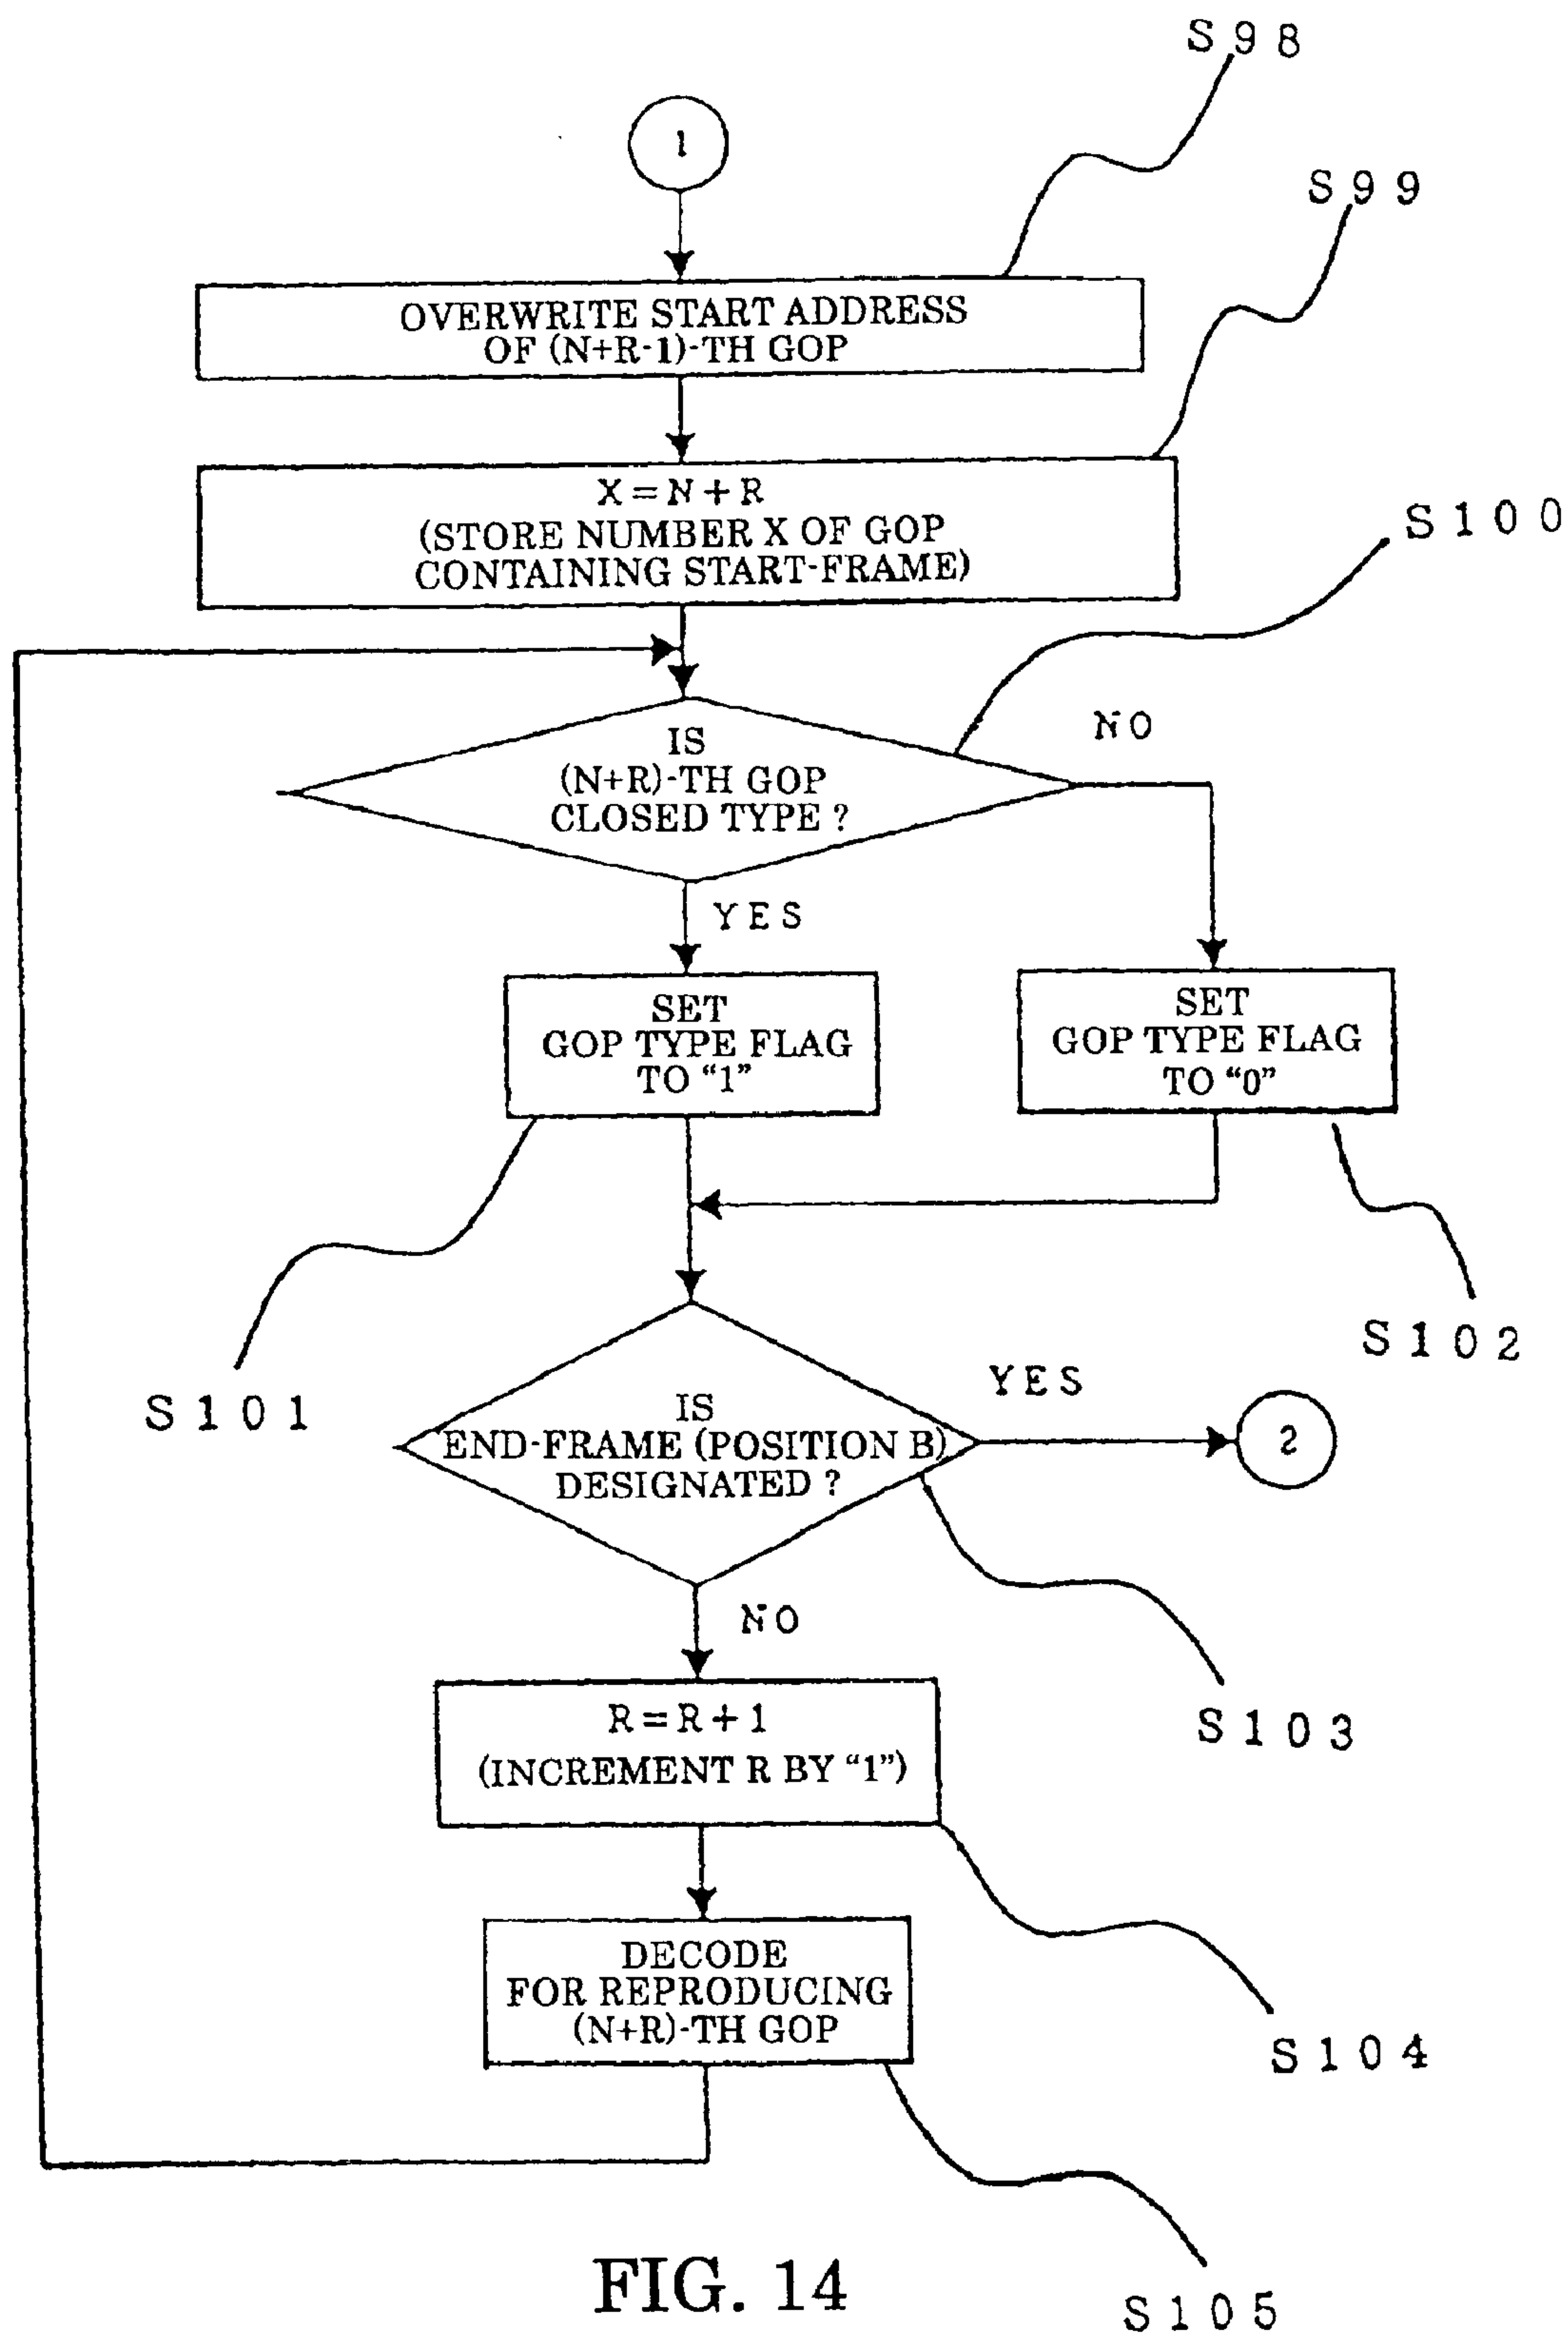 S98
1
S99
OVERWRITE START ADDRESS
OF (N+R-1)-TH GOP
X=N+R
(STORE NUMBER X OF GOP
CONTAINING START-FRAME)
S100
IS
(N+R)-TH GOP
CLOSED TYPE ?
NO
YES
SET
GOP TYPE FLAG
TO "1"
SET
GOP TYPE FLAG
TO "0"
S101
S102
IS
END-FRAME (POSITION B)
DESIGNATED ?
YES
2
NO
S103
R=R+1
(INCREMENT R BY "1")
S104
DECODE
FOR REPRODUCING
(N+R)-TH GOP
S105
FIG. 14